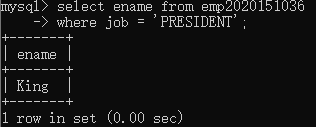 mysql> select ename from emp2020151036
    -> where job = 'PRESIDENT';
+-------+
| ename |
+-------+
| King  |
+-------+
1 row in set (0.00 sec)